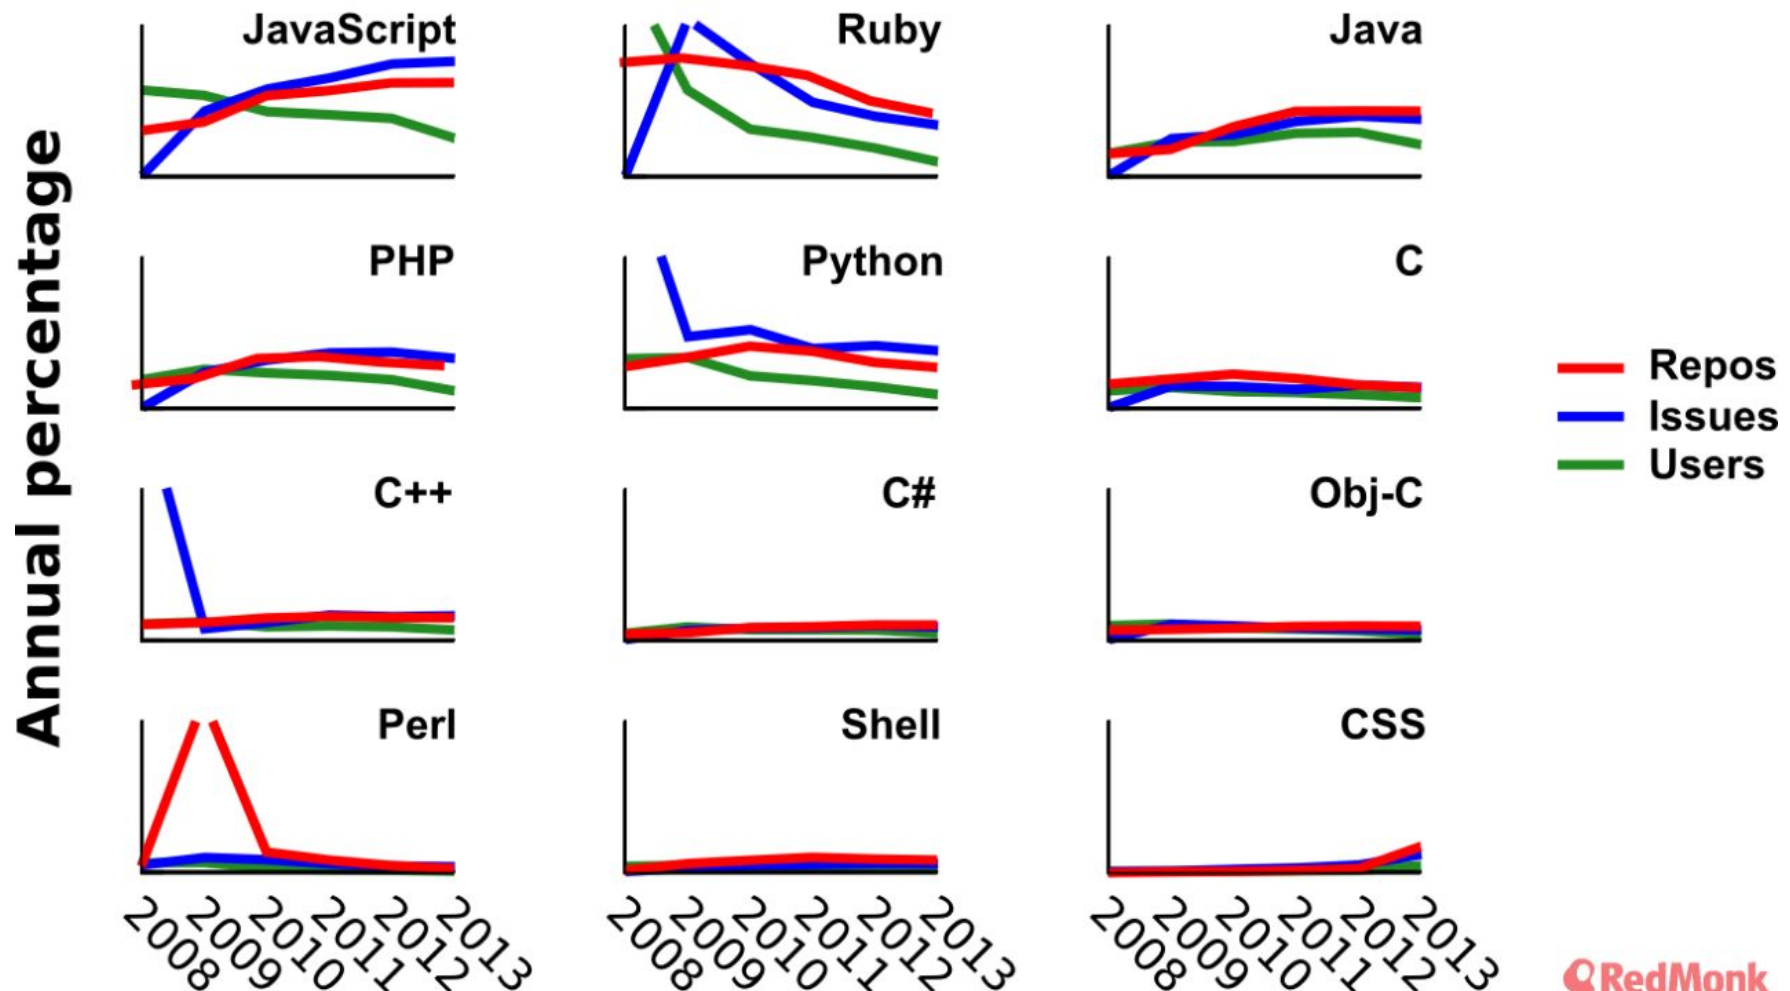 Annual percentage
JavaScript
Ruby
Java
PHP
Python
C
C++
C#
Obj-C
Perl
Shell
CSS
2008
2009
2010
2011
2012
2013
2008
2009
2010
2011
2012
2013
2008
2009
2010
2011
2012
2013
Repos
Issues
Users
RedMonk